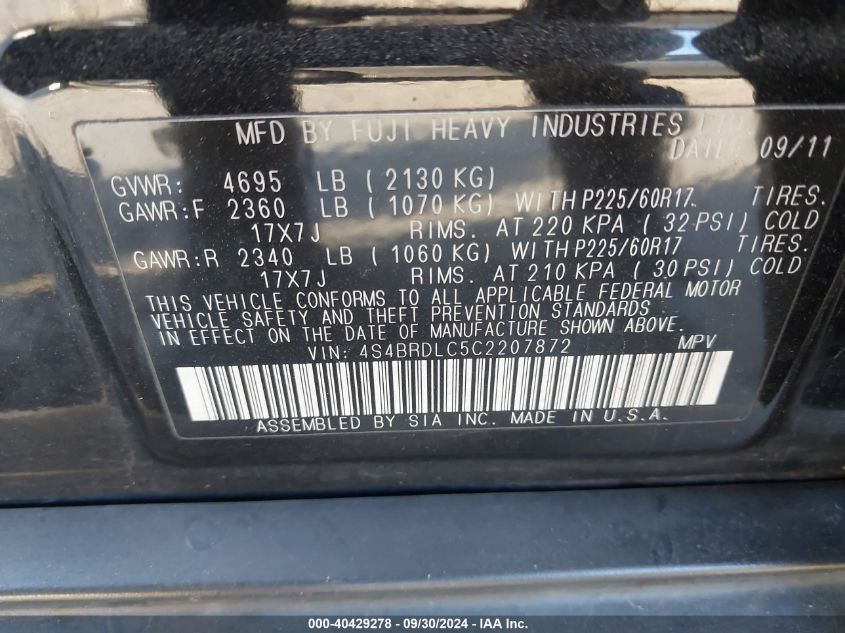 MFD BY FUJI HEAVY INDUSTRIES LTD.
DATE 09/11
GVWR: 4695 LB ( 2130 KG)
GAWR:F 2360 LB ( 1070 KG) WITH P225/60R17 TIRES.
17X7J RIMS. AT 220 KPA ( 32 PSI) COLD
GAWR:R 2340 LB ( 1060 KG) WITH P225/60R17 TIRES.
17X7J RIMS. AT 210 KPA ( 30 PSI) COLD
THIS VEHICLE CONFORMS TO ALL APPLICABLE FEDERAL MOTOR
VEHICLE SAFETY AND THEFT PREVENTION STANDARDS
IN EFFECT ON THE DATE OF MANUFACTURE SHOWN ABOVE.
VIN: 4S4BRDLC5C2207872 MPV
ASSEMBLED BY SIA INC. MADE IN U.S.A.
000-40429278 - 09/30/2024 - IAA Inc.